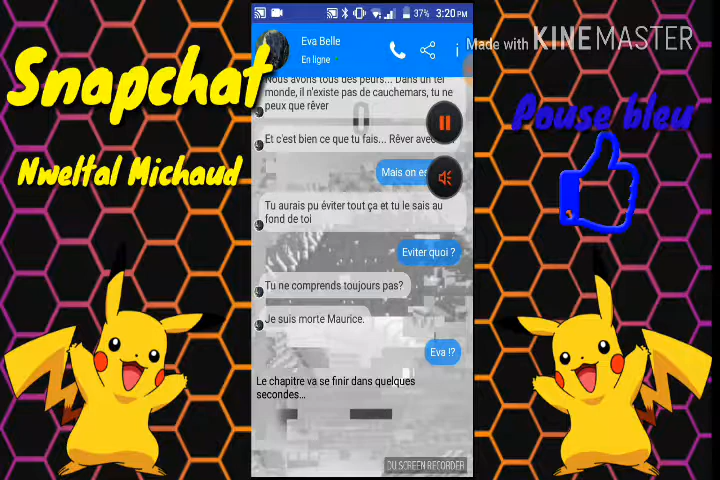 37% 3:20 PM
Eva Belle
En ligne
Made with KINEMASTER
Snapchat
Nweltal Michaud
Pouse bleu
Nous avons tous des peurs... Dans un tel
monde, il n'existe pas de cauchemars, tu ne
peux que rêver
Et c'est bien ce que tu fais... Rêver
Mais on
Tu aurais pu éviter tout ça et tu le sais au
fond de toi
Eviter quoi ?
Tu ne comprends toujours pas?
Je suis morte Maurice.
Eva !?
Le chapitre va se finir dans quelques
secondes...
DU SCREEN RECORDER